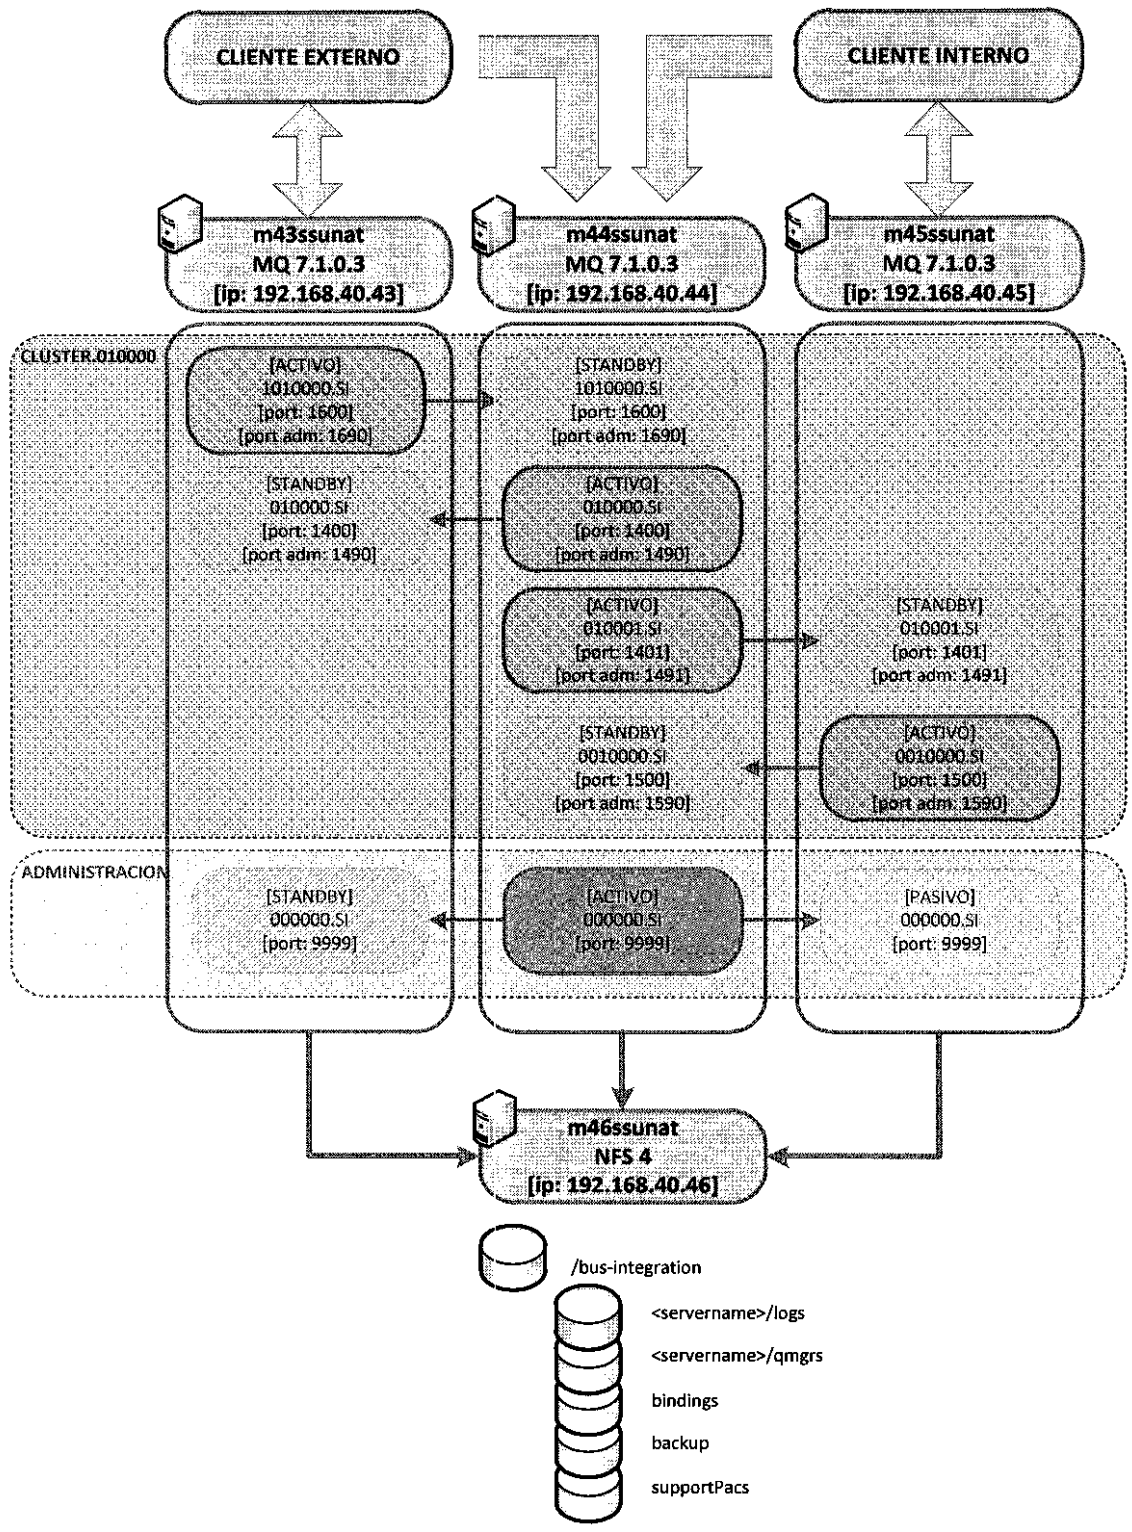 CLIENTE EXTERNO
CLIENTE INTERNO
m43ssunat
MQ 7.1.0.3
[ip: 192.168.40.43]
m44ssunat
MQ 7.1.0.3
[ip: 192.168.40.44]
m45ssunat
MQ 7.1.0.3
[ip: 192.168.40.45]
CLUSTER.010000
[ACTIVO]
1010000.SI
[port: 1600]
[port adm: 1690]
[STANDBY]
1010000.SI
[port: 1600]
[port adm: 1690]
[STANDBY]
010000.SI
[port: 1400]
[port adm: 1490]
[ACTIVO]
010000.SI
[port: 1400]
[port adm: 1490]
[ACTIVO]
010001.SI
[port: 1401]
[port adm: 1491]
[STANDBY]
010001.SI
[port: 1401]
[port adm: 1491]
[STANDBY]
0010000.SI
[port: 1500]
[port adm: 1590]
[ACTIVO]
0010000.SI
[port: 1500]
[port adm: 1590]
ADMINISTRACION
[STANDBY]
000000.SI
[port: 9999]
[ACTIVO]
000000.SI
[port: 9999]
[PASIVO]
000000.SI
[port: 9999]
m46ssunat
NFS 4
[ip: 192.168.40.46]
/bus-integration
<servername>/logs
<servername>/qmgrs
bindings
backup
supportPacs